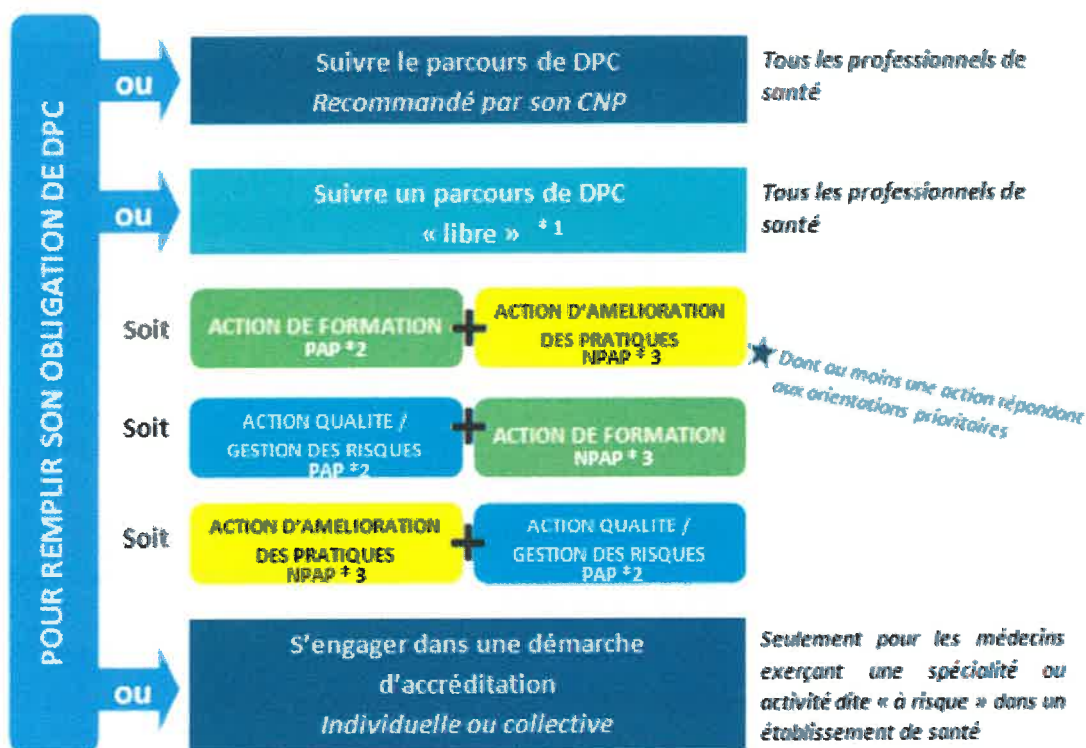 POUR REMPLIR SON OBLIGATION DE DPC
ou
Suivre le parcours de DPC
Recommandé par son CNP
Tous les professionnels de
santé
ou
Suivre un parcours de DPC
« libre » *1
Tous les professionnels de
santé
Soit
ACTION DE FORMATION
PAP *2
+
ACTION D'AMELIORATION
DES PRATIQUES
NPAP * 3
Dont au moins une action répondant
aux orientations prioritaires
Soit
ACTION QUALITE /
GESTION DES RISQUES
PAP *2
+
ACTION DE FORMATION
NPAP * 3
Soit
ACTION D'AMELIORATION
DES PRATIQUES
NPAP * 3
+
ACTION QUALITE /
GESTION DES RISQUES
PAP *2
ou
S'engager dans une démarche
d'accréditation
Individuelle ou collective
Seulement pour les médecins
exerçant une spécialité ou
activité dite « à risque » dans un
établissement de santé